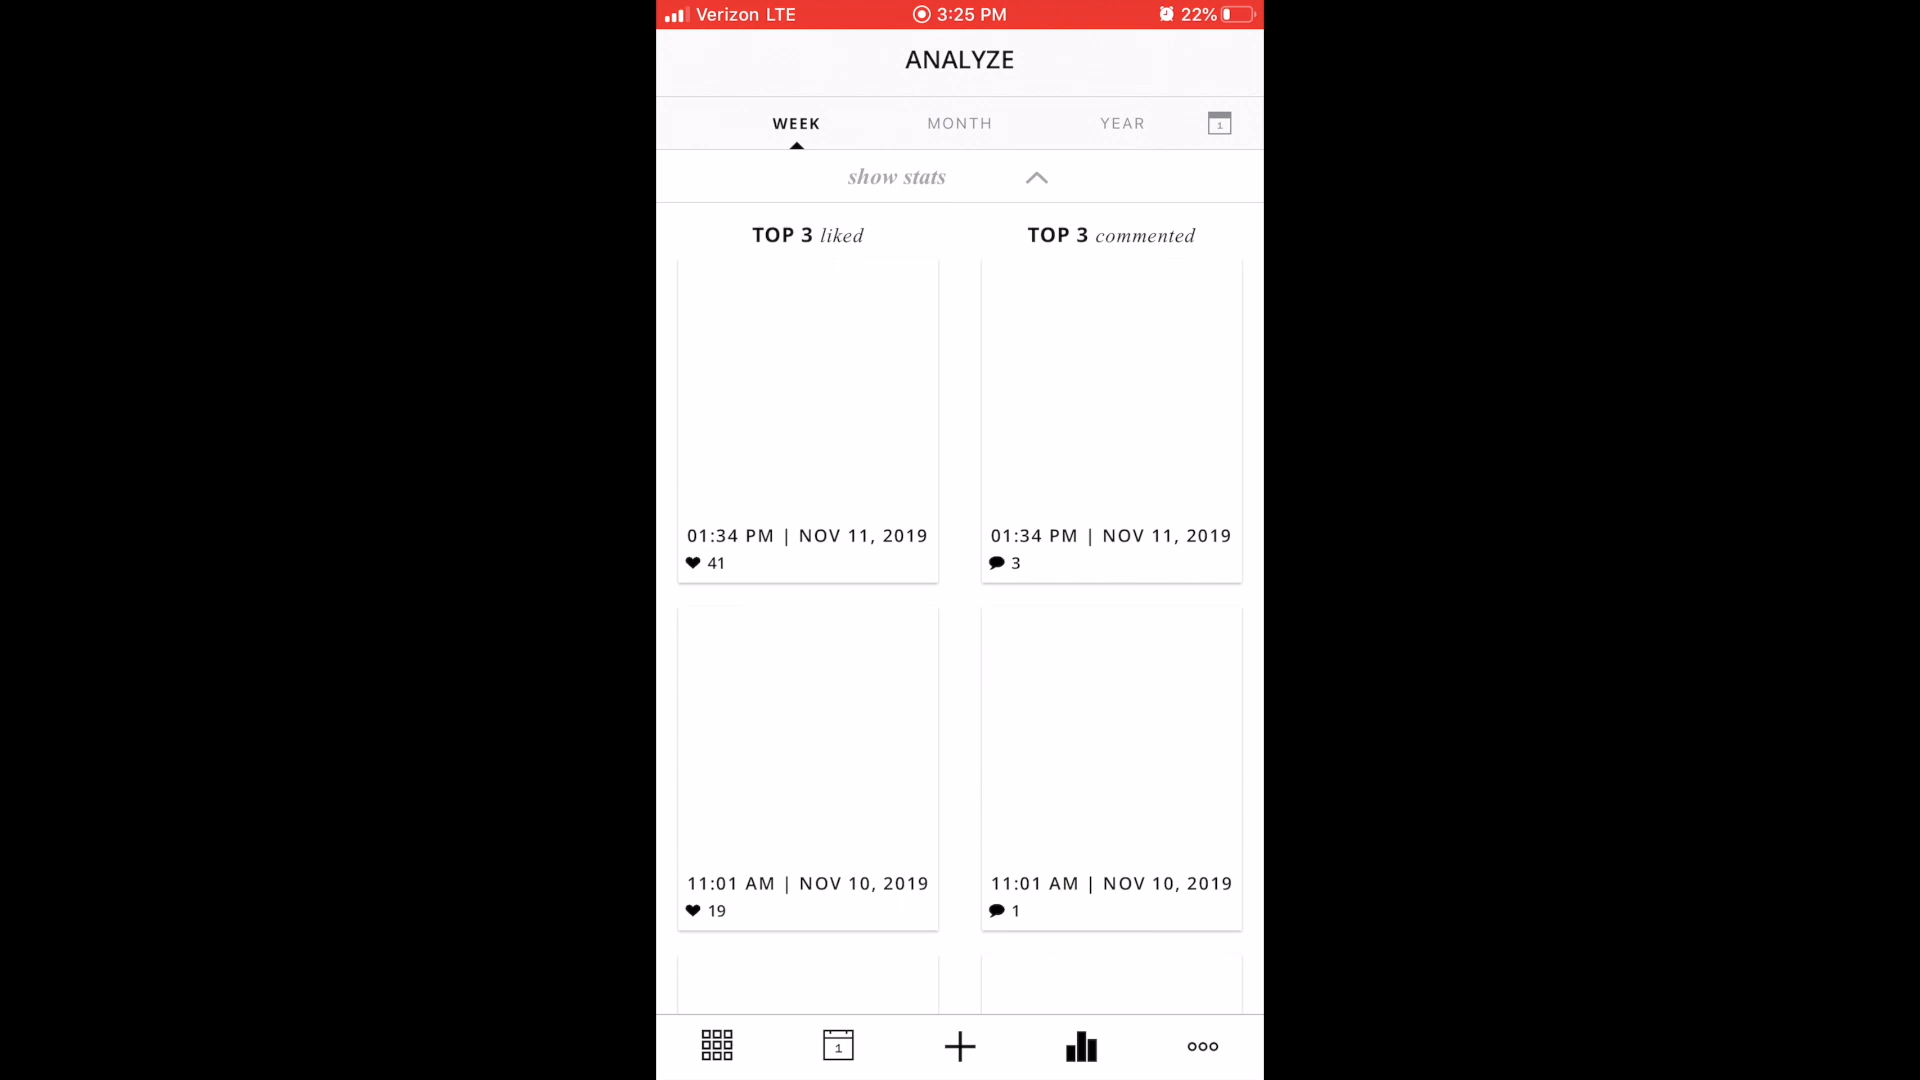 Verizon LTE 3:25 PM 22%
ANALYZE
WEEK MONTH YEAR 1
show stats
TOP 3 liked TOP 3 commented
01:34 PM | NOV 11, 2019 01:34 PM | NOV 11, 2019
41 3
11:01 AM | NOV 10, 2019 11:01 AM | NOV 10, 2019
19 1
1